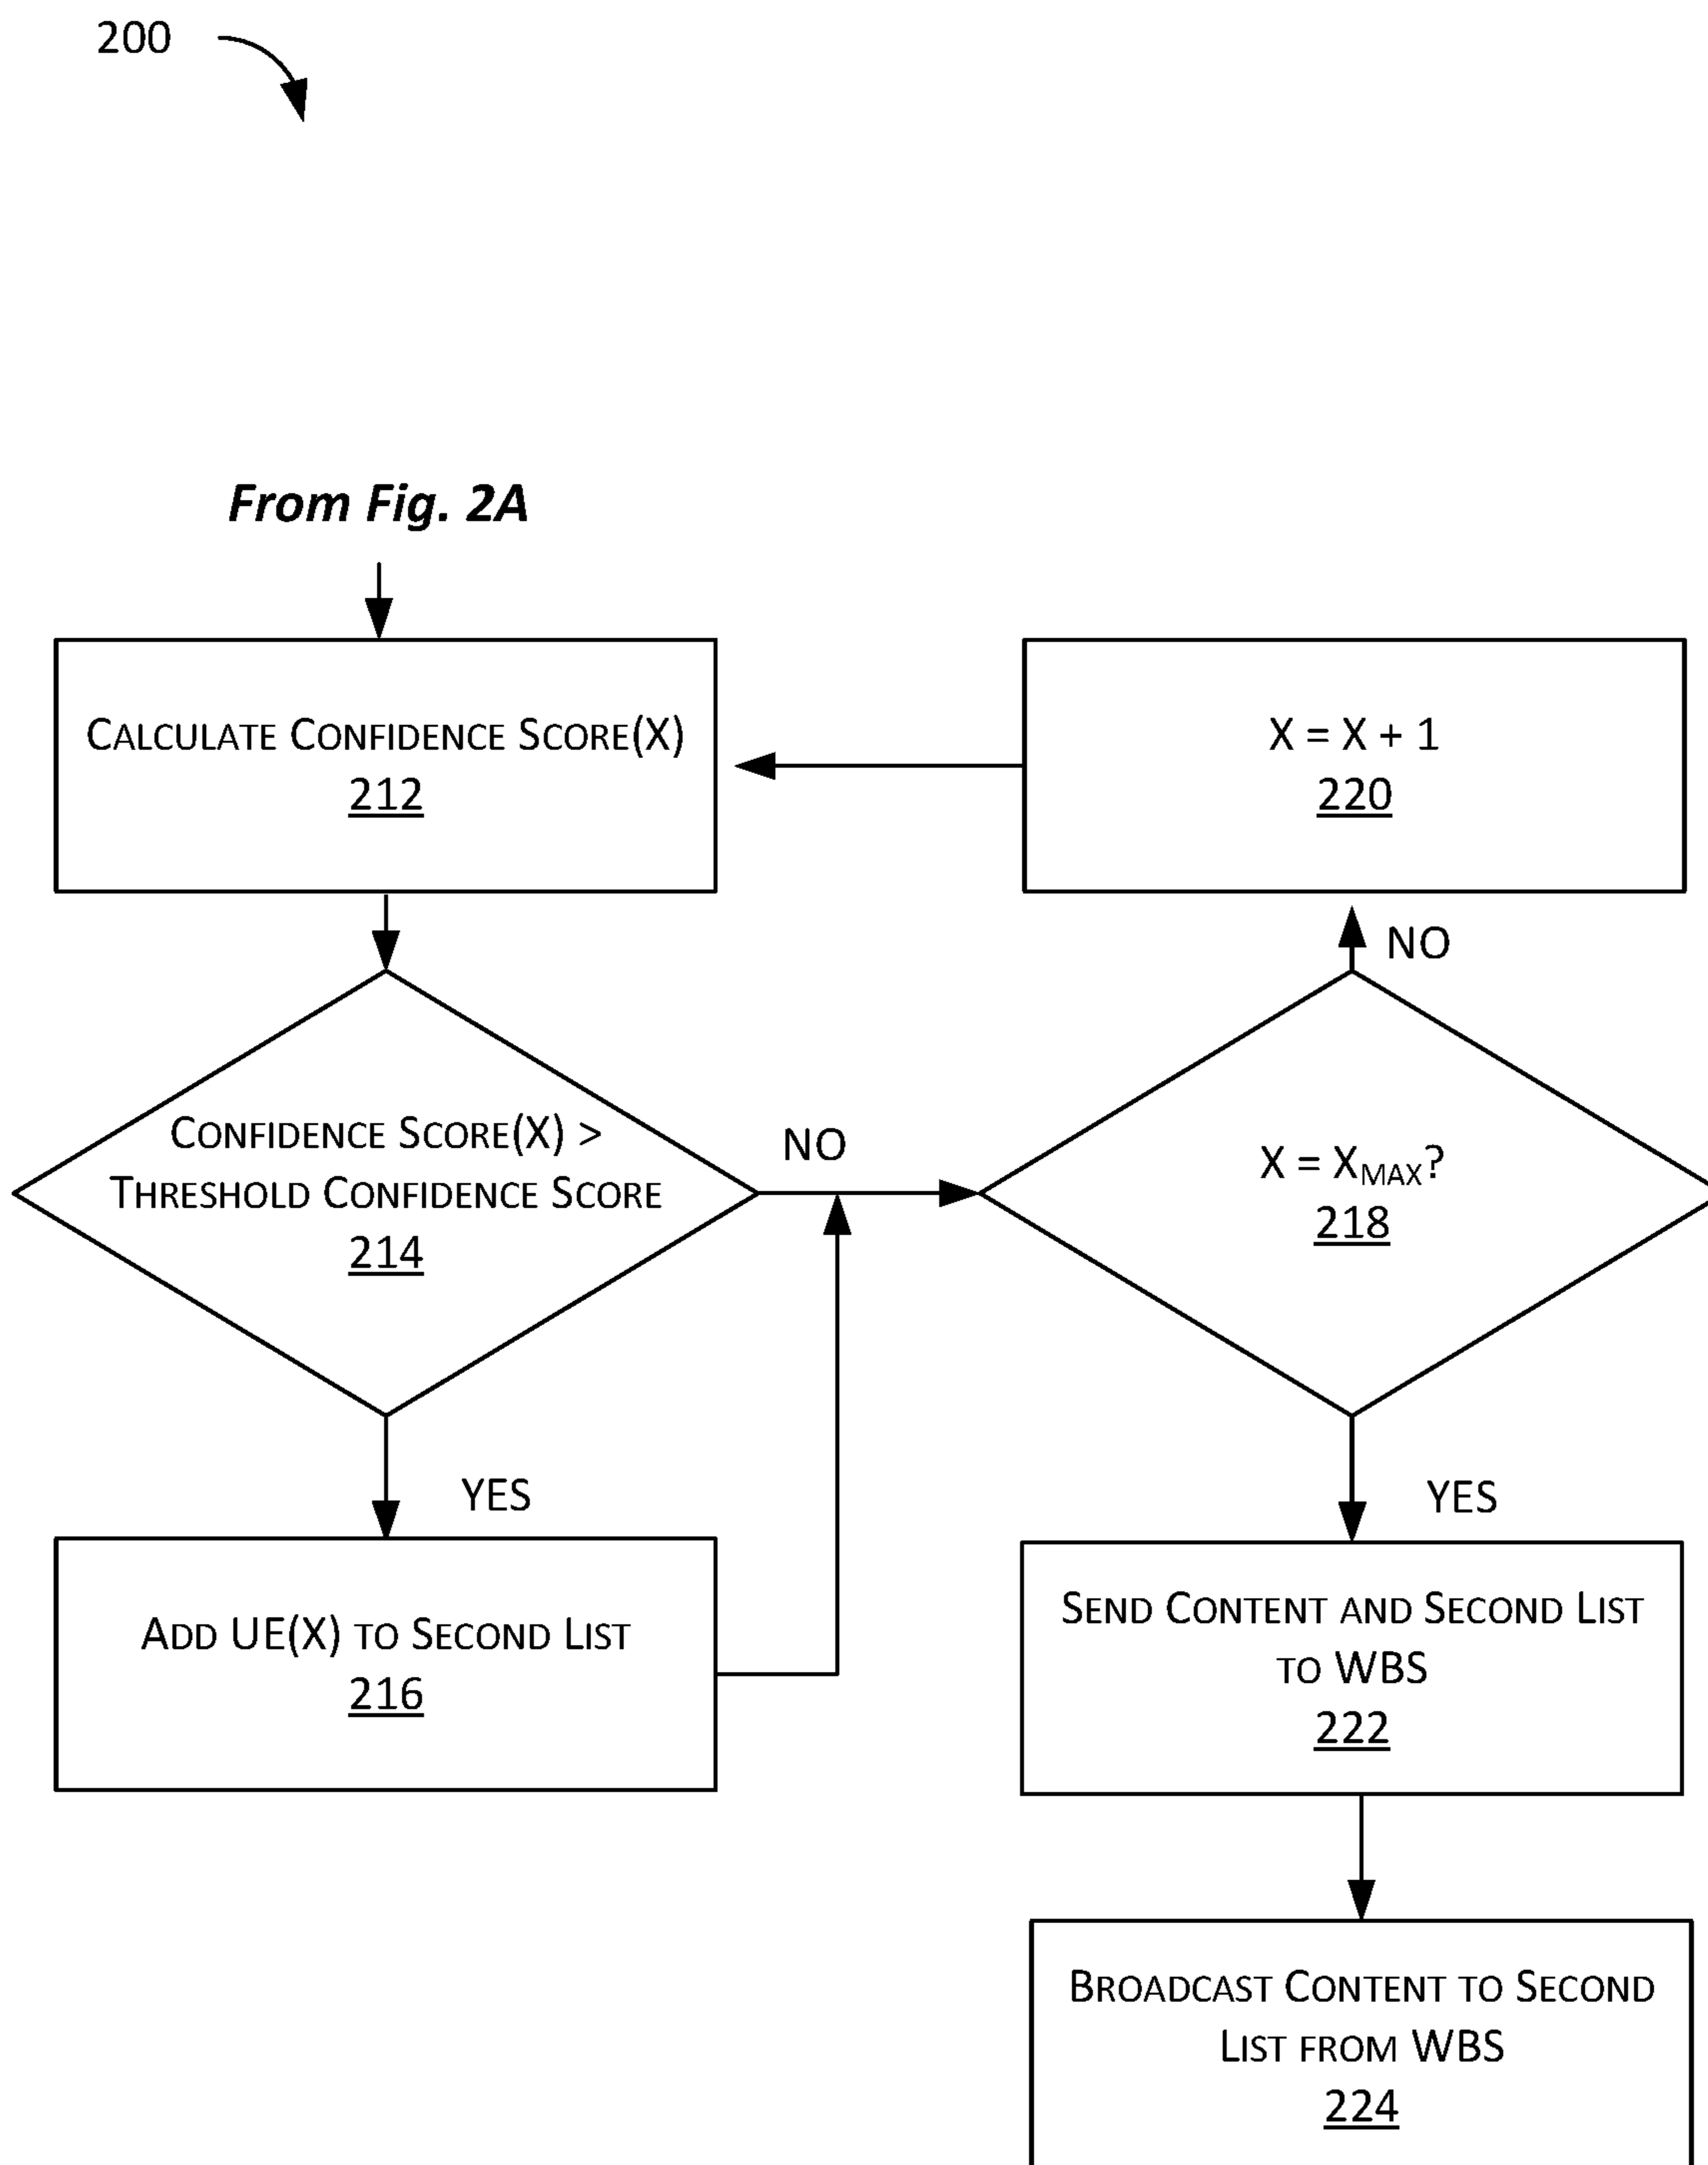 200
From Fig. 2A
CALCULATE CONFIDENCE SCORE(X)
212
X = X + 1
220
NO
CONFIDENCE SCORE(X) >
THRESHOLD CONFIDENCE SCORE
214
NO
X = XMAX?
218
YES
YES
ADD UE(X) TO SECOND LIST
216
SEND CONTENT AND SECOND LIST
TO WBS
222
BROADCAST CONTENT TO SECOND
LIST FROM WBS
224